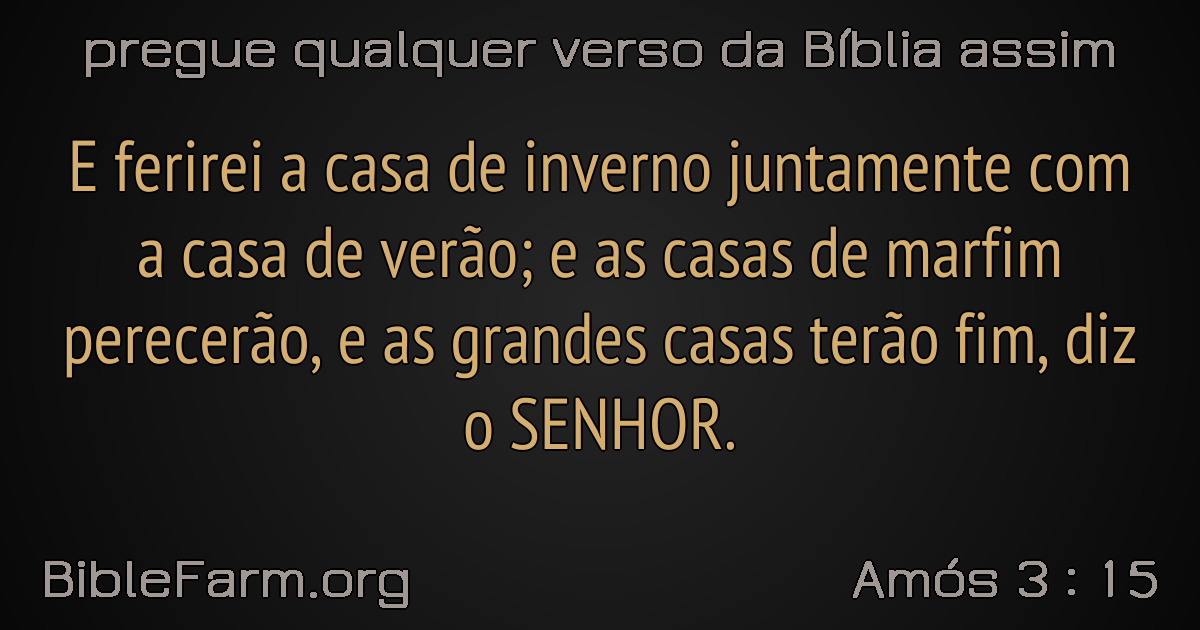 pregue qualquer verso da Bíblia assim
E ferirei a casa de inverno juntamente com
a casa de verão; e as casas de marfim
perecerão, e as grandes casas terão fim, diz
o SENHOR.
BibleFarm.org
Amós 3 : 15